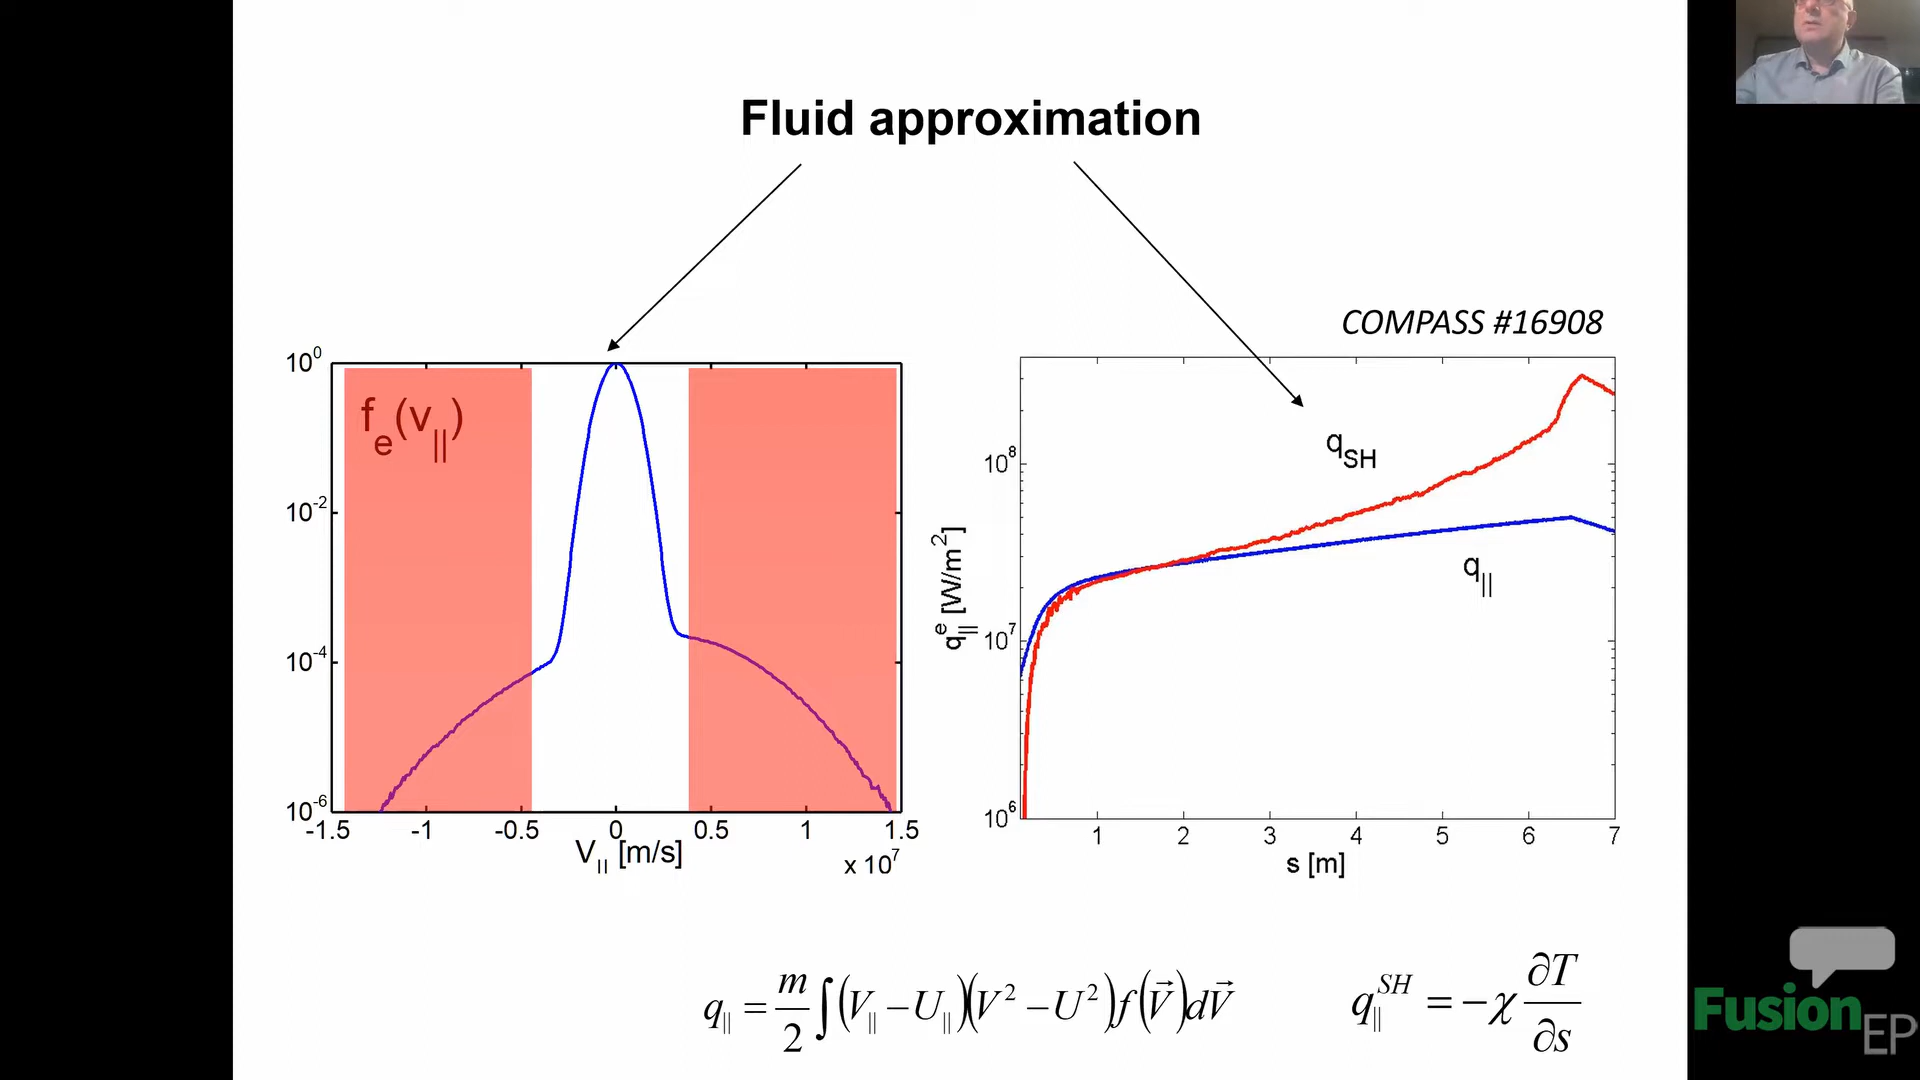 Fluid approximation
COMPASS #16908
f_e(v_||)
10^0
10^-2
10^-4
10^-6
-1.5 -1 -0.5 0 0.5 1 1.5
V_|| [m/s]
x 10^7
q_SH
q_||
q_||^e [W/m^2]
10^8
10^7
10^6
1 2 3 4 5 6 7
s [m]
q_|| = m/2 ∫(V_|| − U_||)(V^2 − U^2) f(V⃗)dV⃗
q_||^SH = −χ ∂T/∂s
Fusion EP